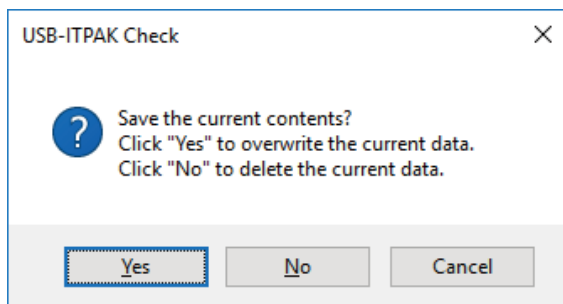 USB-ITPAK Check
Save the current contents?
Click "Yes" to overwrite the current data.
Click "No" to delete the current data.
Yes
No
Cancel